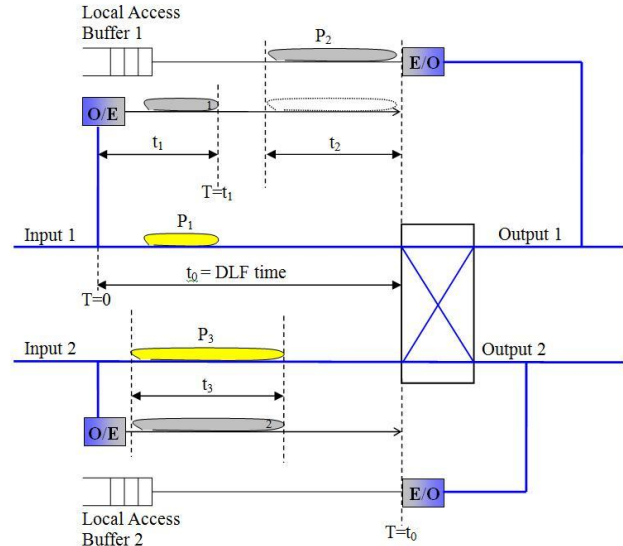 Local Access
Buffer 1
P2
E/O
O/E
1
t1
t2
T=t1
P1
Input 1
Output 1
t0 = DLF time
T=0
P3
Input 2
Output 2
t3
O/E
2
E/O
Local Access
Buffer 2
T=t0